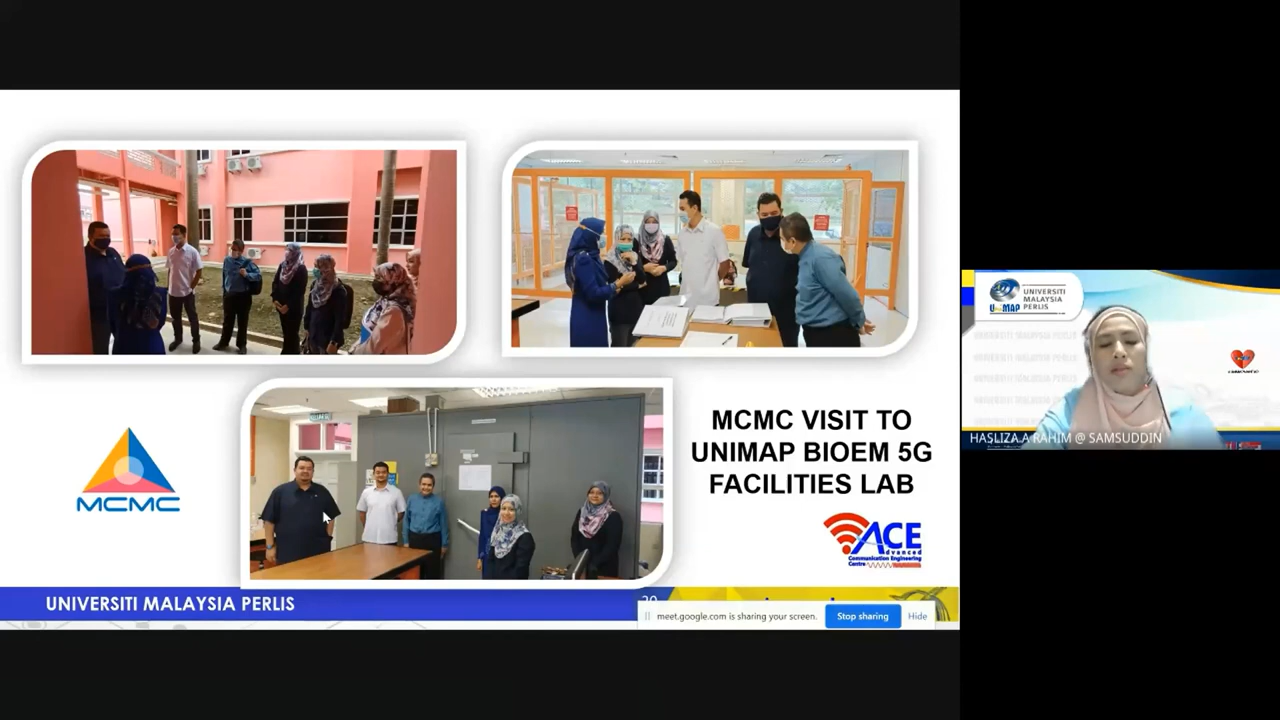 MCMC VISIT TO
UNIMAP BIOEM 5G
FACILITIES LAB
MCMC
ACE
Advanced
Communication Engineering
Centre
UNIVERSITI MALAYSIA PERLIS
meet.google.com is sharing your screen.
Stop sharing
Hide
UniMAP
UNIVERSITI
MALAYSIA
PERLIS
HASLIZA A RAHIM @ SAMSUDDIN